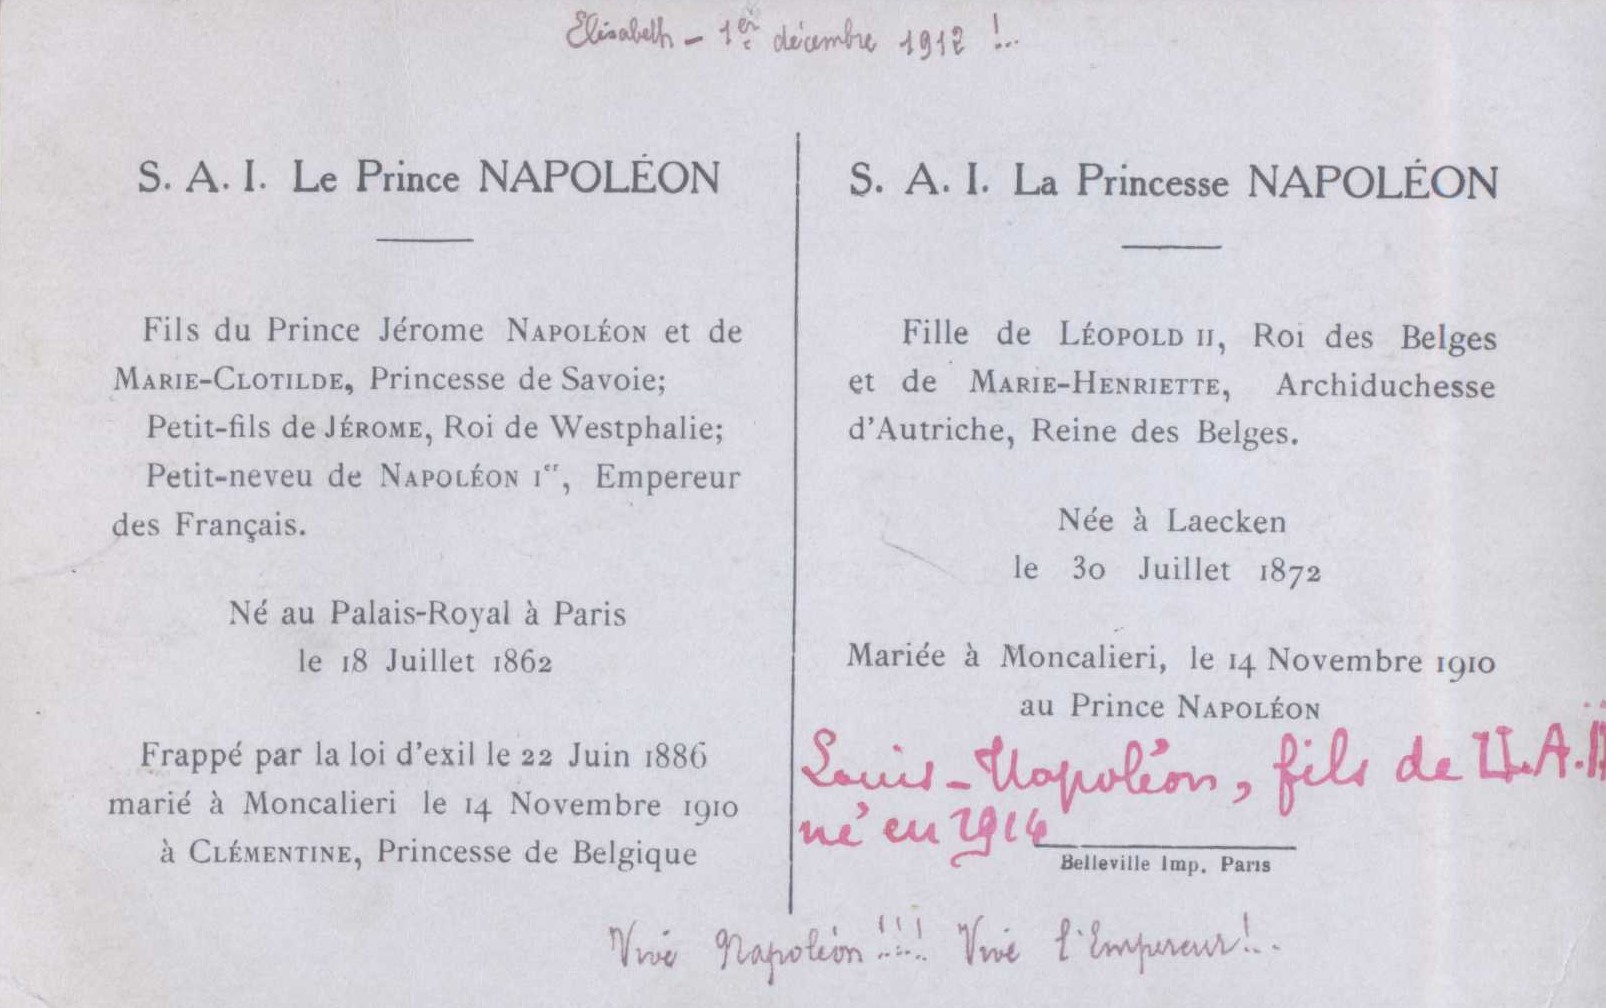 Elisabeth - 1er décembre 1912 !..
S. A. I. Le Prince NAPOLÉON
Fils du Prince Jérome NAPOLÉON et de
MARIE-CLOTILDE, Princesse de Savoie;
Petit-fils de JÉROME, Roi de Westphalie;
Petit-neveu de NAPOLÉON Ier, Empereur
des Français.
Né au Palais-Royal à Paris
le 18 Juillet 1862
Frappé par la loi d'exil le 22 Juin 1886
marié à Moncalieri le 14 Novembre 1910
à CLÉMENTINE, Princesse de Belgique
S. A. I. La Princesse NAPOLÉON
Fille de LÉOPOLD II, Roi des Belges
et de MARIE-HENRIETTE, Archiduchesse
d'Autriche, Reine des Belges.
Née à Laecken
le 30 Juillet 1872
Mariée à Moncalieri, le 14 Novembre 1910
au Prince NAPOLÉON
Louis-Napoléon, fils de
né en 1914
Belleville Imp. Paris
Vive Napoléon !!!! Vive l'Empereur!..